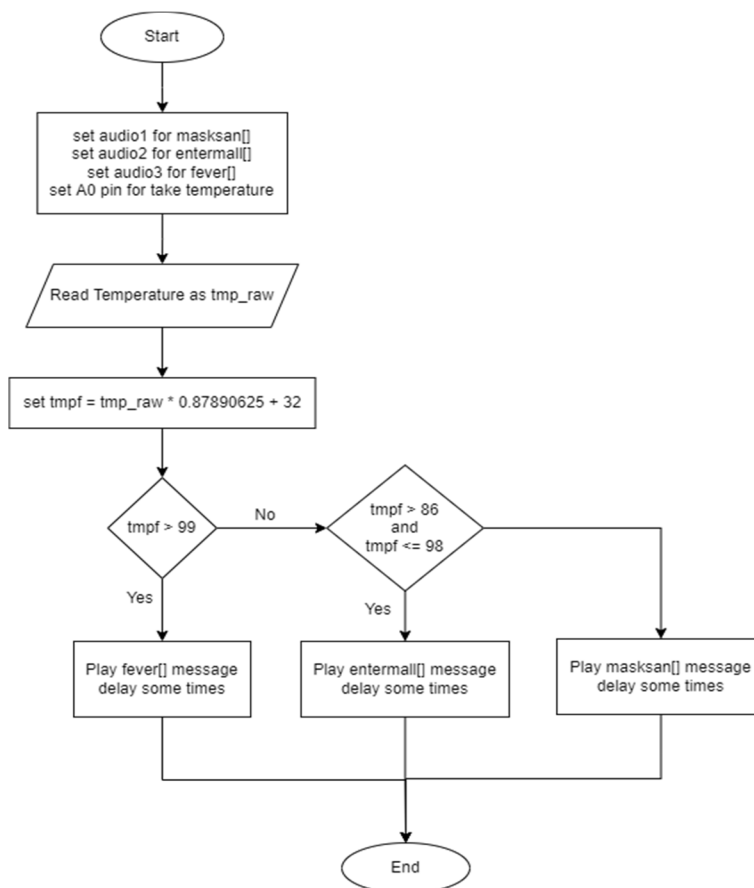 Start
set audio1 for masksan[]
set audio2 for entermall[]
set audio3 for fever[]
set A0 pin for take temperature
Read Temperature as tmp_raw
set tmpf = tmp_raw * 0.87890625 + 32
tmpf > 99
No
tmpf > 86
and
tmpf <= 98
Yes
Yes
Play fever[] message
delay some times
Play entermall[] message
delay some times
Play masksan[] message
delay some times
End